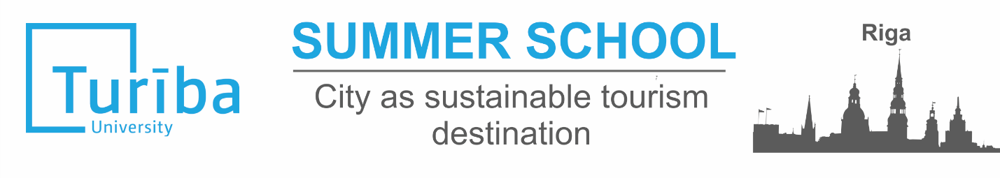 Turība
University
SUMMER SCHOOL
City as sustainable tourism
destination
Riga